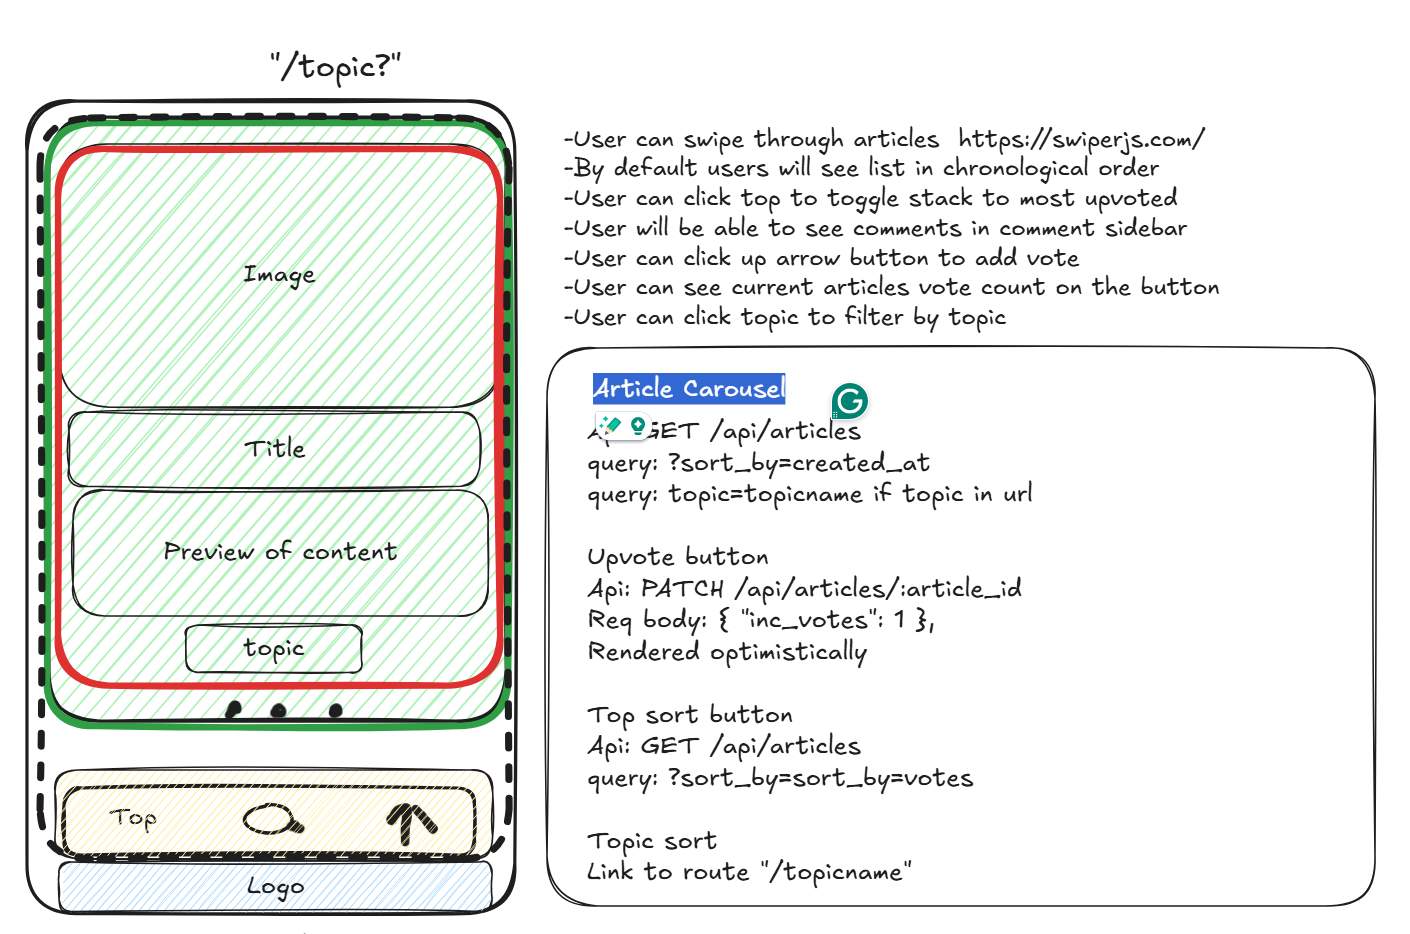 "/topic?"
Image
Title
Preview of content
topic
Top
Logo
-User can swipe through articles  https://swiperjs.com/
-By default users will see list in chronological order
-User can click top to toggle stack to most upvoted
-User will be able to see comments in comment sidebar
-User can click up arrow button to add vote
-User can see current articles vote count on the button
-User can click topic to filter by topic
Article Carousel
GET /api/articles
query: ?sort_by=created_at
query: topic=topicname if topic in url
Upvote button
Api: PATCH /api/articles/:article_id
Req body: { "inc_votes": 1 },
Rendered optimistically
Top sort button
Api: GET /api/articles
query: ?sort_by=sort_by=votes
Topic sort
Link to route "/topicname"